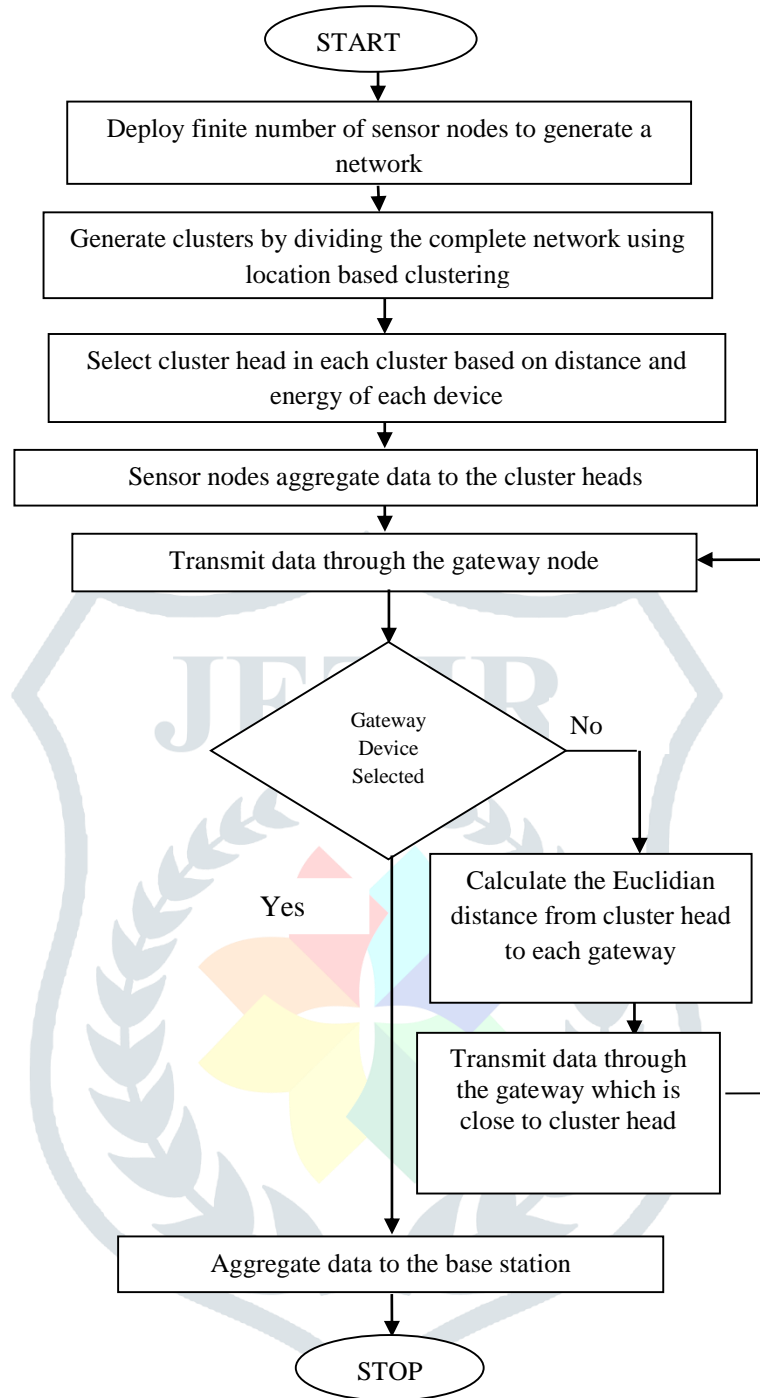 START
Deploy finite number of sensor nodes to generate a
network
Generate clusters by dividing the complete network using
location based clustering
Select cluster head in each cluster based on distance and
energy of each device
Sensor nodes aggregate data to the cluster heads
Transmit data through the gateway node
JETIR
Gateway
Device
Selected
No
Yes
Calculate the Euclidian
distance from cluster head
to each gateway
Transmit data through
the gateway which is
close to cluster head
Aggregate data to the base station
STOP